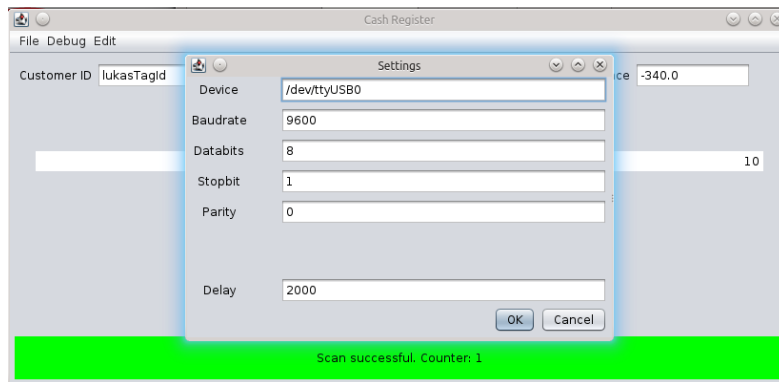 Cash Register
File Debug Edit
Customer ID lukasTagId
-340.0
10
Settings
Device /dev/ttyUSB0
Baudrate 9600
Databits 8
Stopbit 1
Parity 0
Delay 2000
OK Cancel
Scan successful. Counter: 1